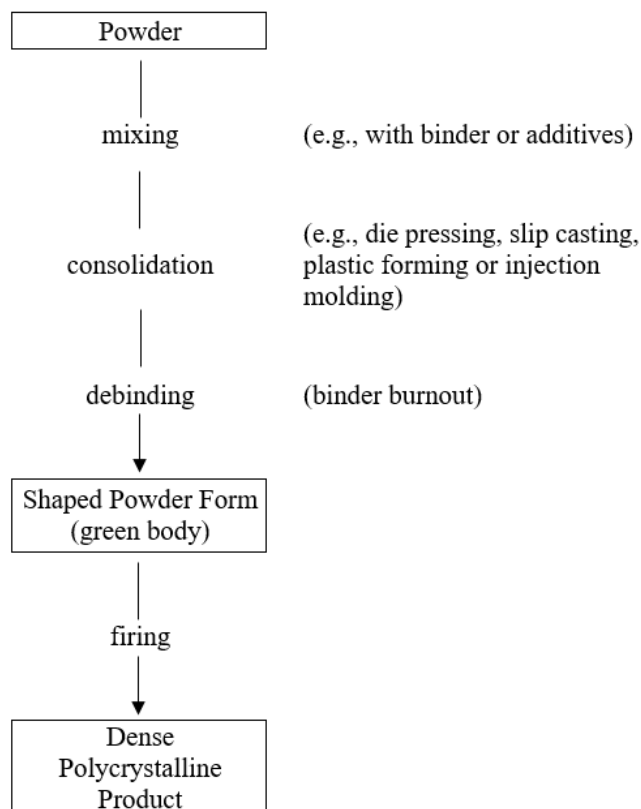 Powder
mixing (e.g., with binder or additives)
(e.g., die pressing, slip casting,
consolidation plastic forming or injection
molding)
debinding (binder burnout)
Shaped Powder Form
(green body)
firing
Dense
Polycrystalline
Product